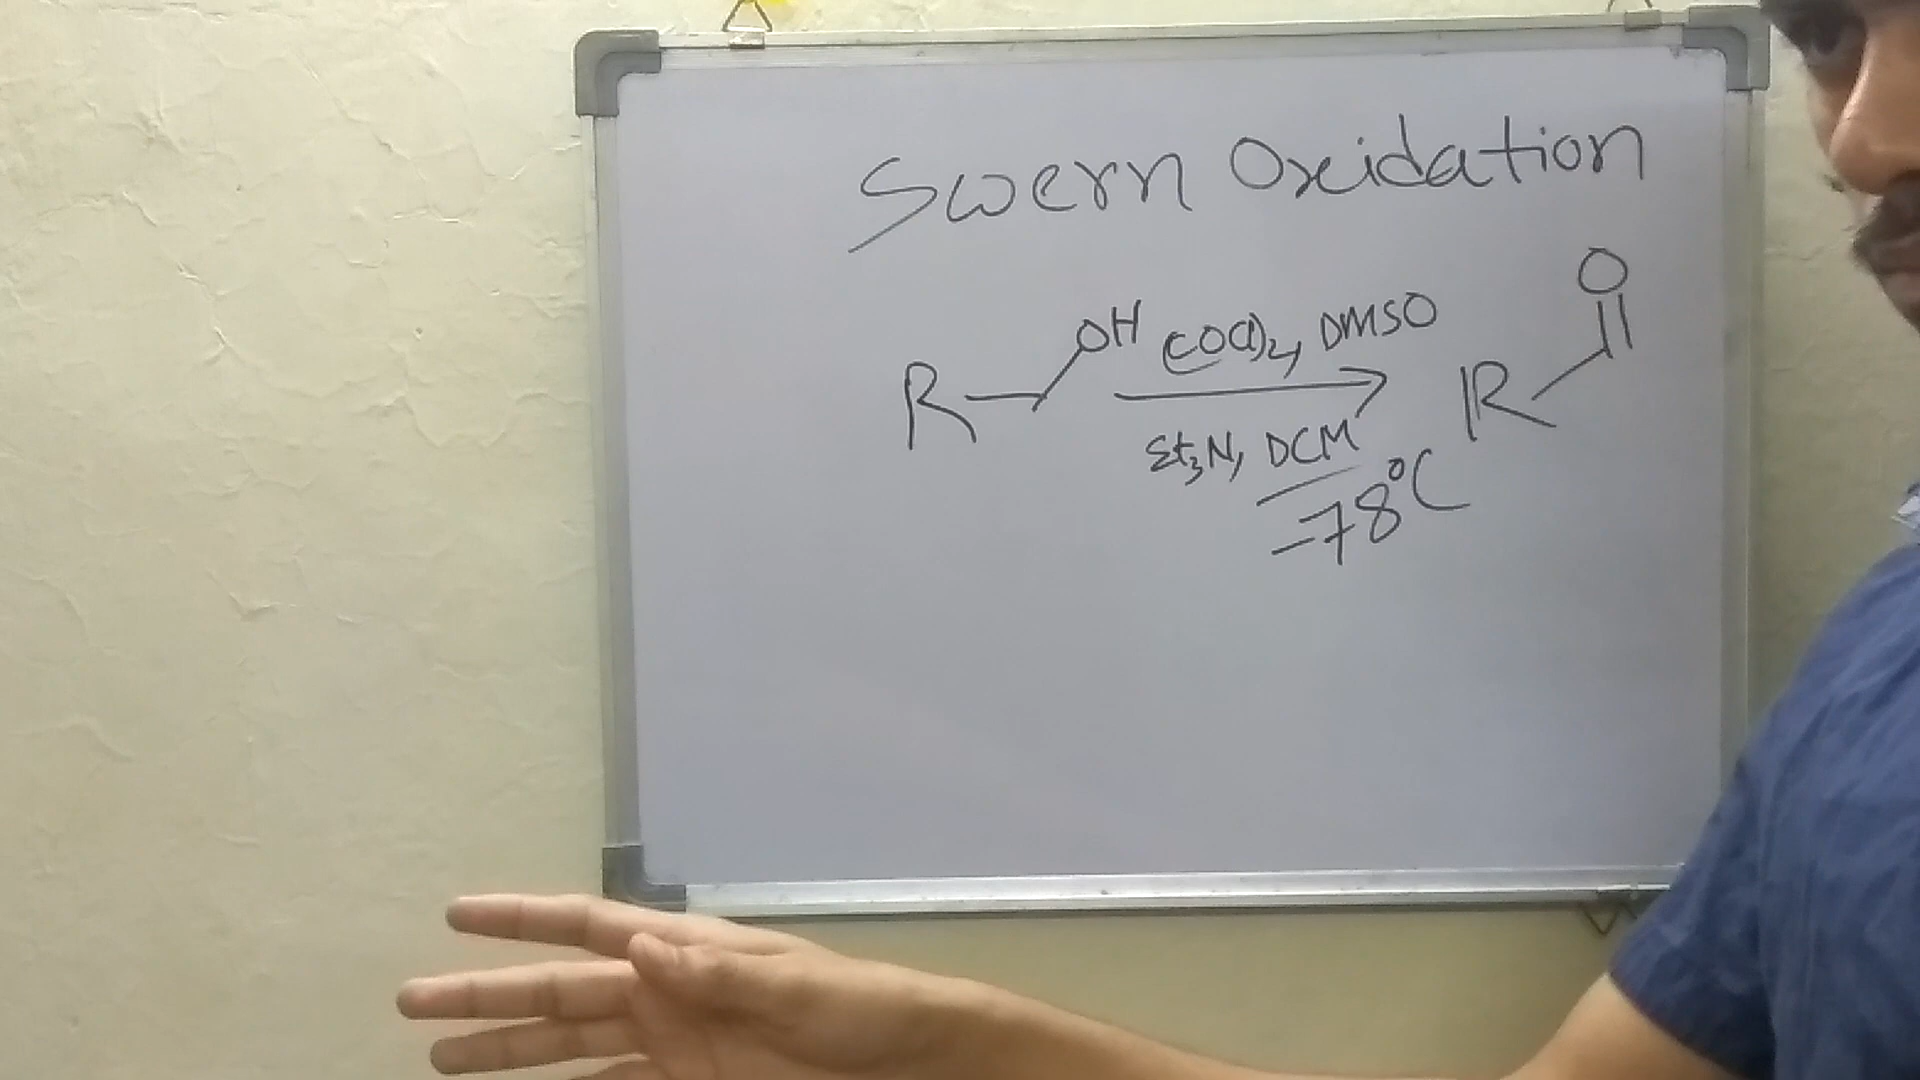 Swern Oxidation
R OH (COCl)2, DMSO R O
Et3N, DCM
-78°C